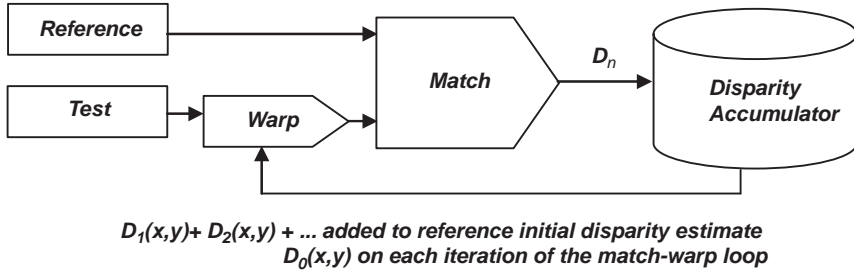 Reference
Test
Warp
Match
Dn
Disparity
Accumulator
D1(x,y)+ D2(x,y) + ... added to reference initial disparity estimate
D0(x,y) on each iteration of the match-warp loop